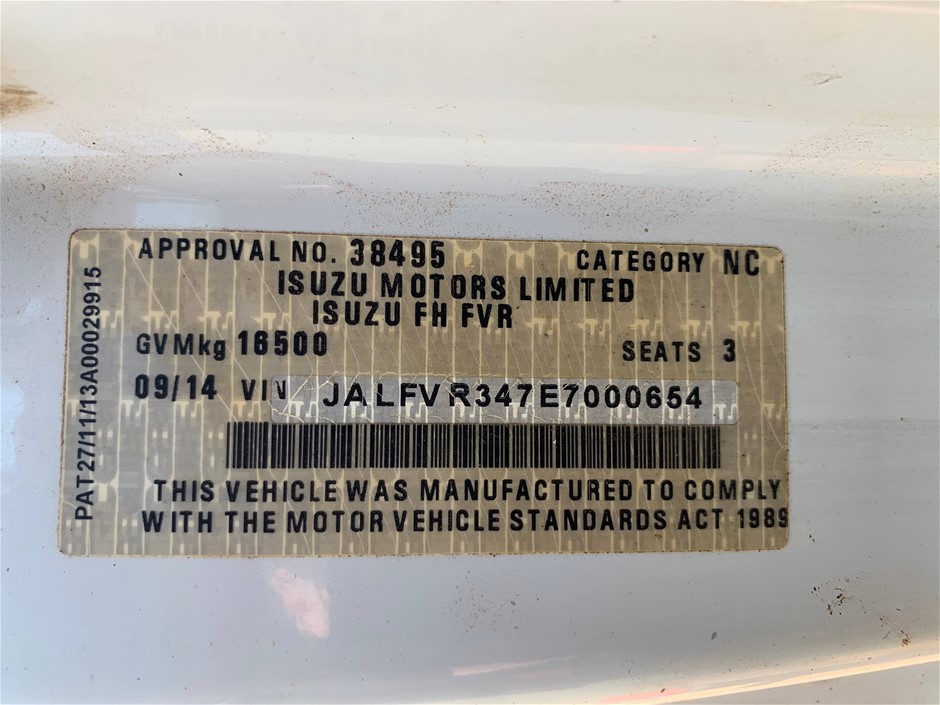 APPROVAL NO. 38495 CATEGORY NC
ISUZU MOTORS LIMITED
ISUZU FH FVR
GVMkg 16500 SEATS 3
09/14 VIN JALFVR347E7000654
THIS VEHICLE WAS MANUFACTURED TO COMPLY
WITH THE MOTOR VEHICLE STANDARDS ACT 1989
PAT27/11/13A00029915